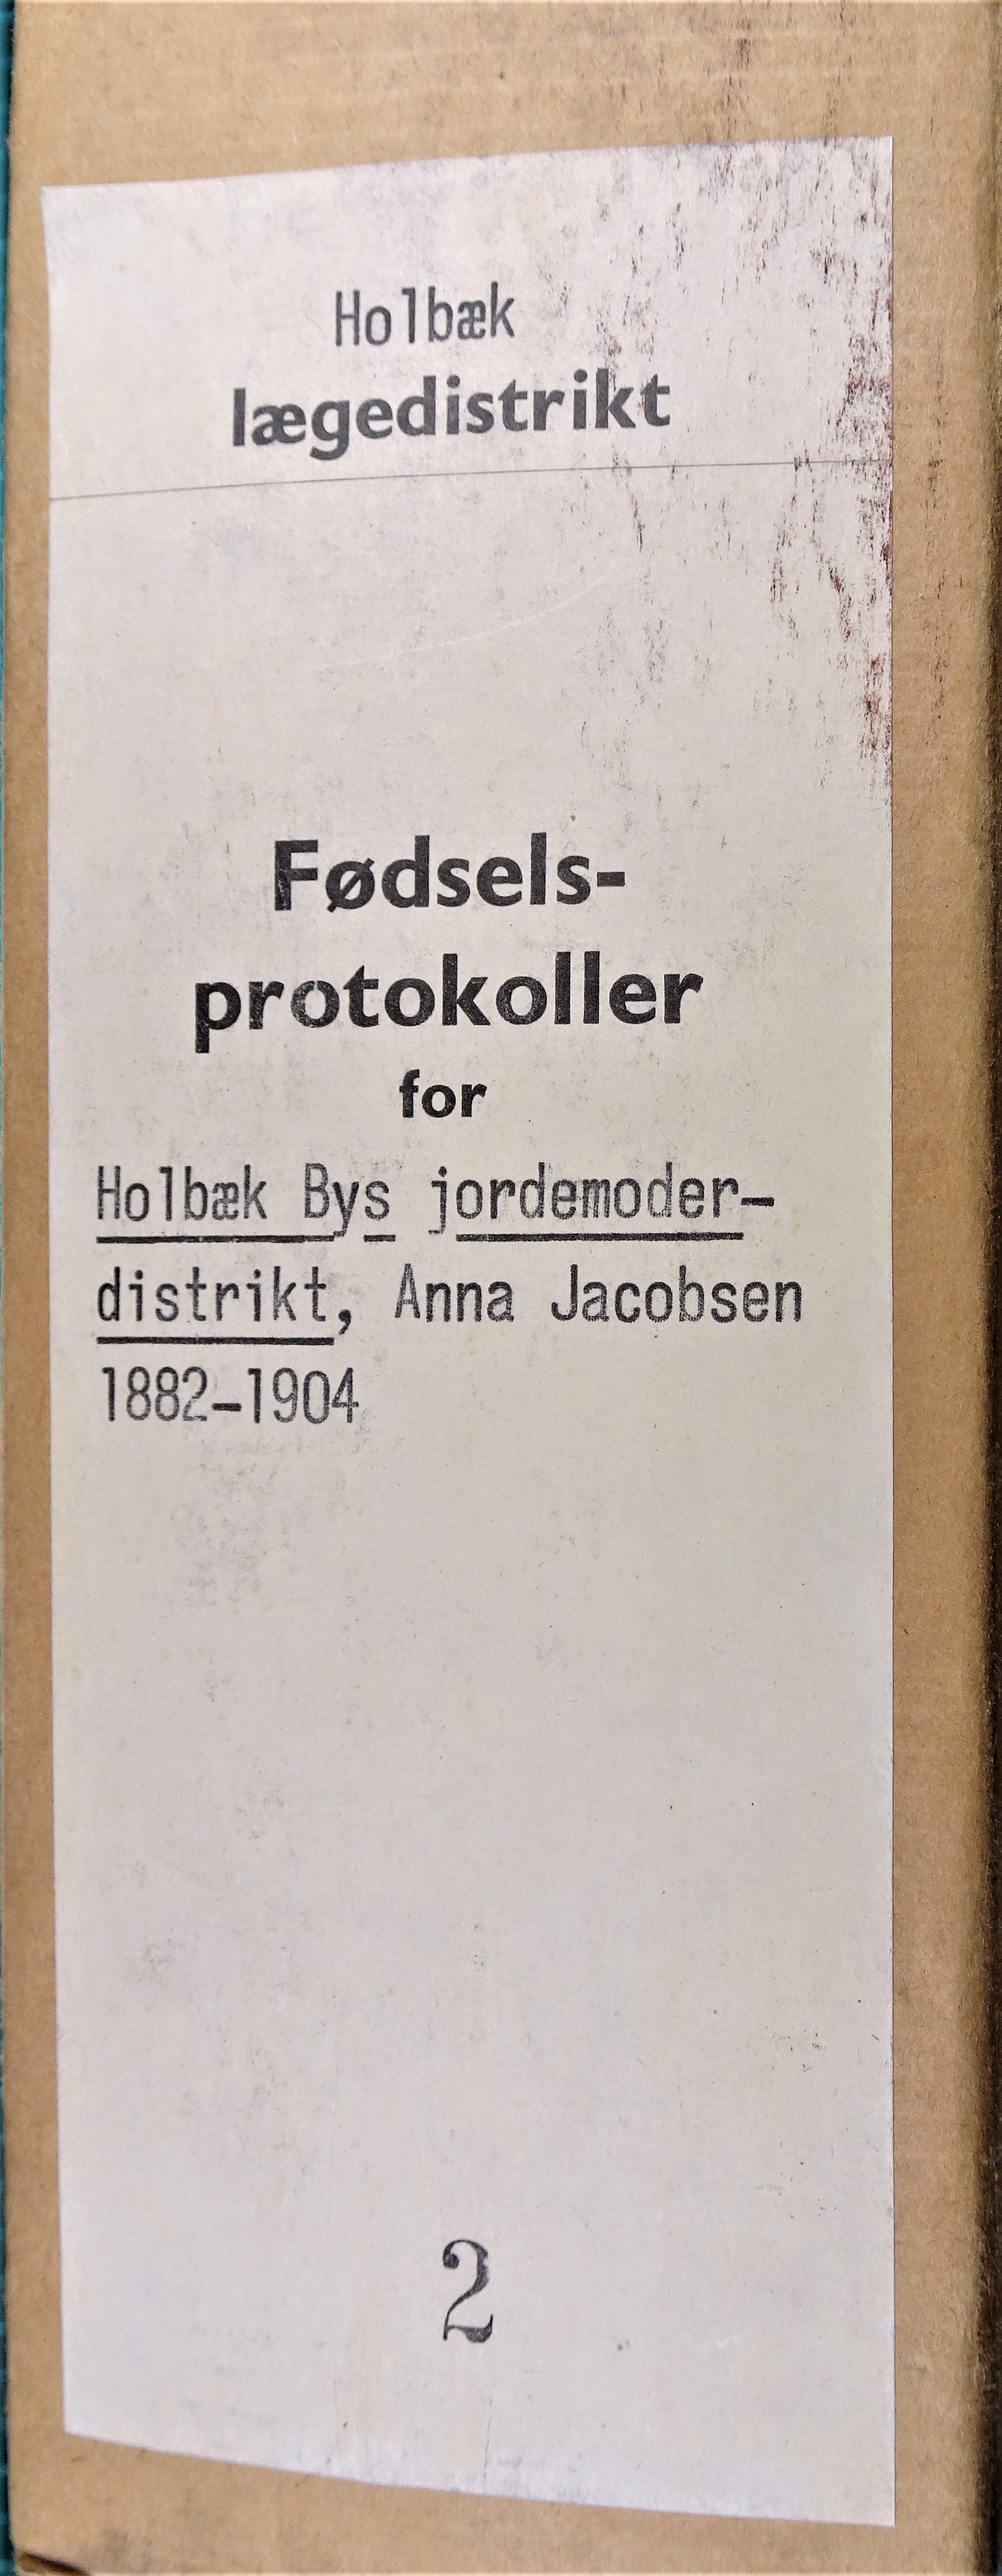 Holbæk
lægedistrikt
Fødsels-
protokoller
for
Holbæk Bys jordemoder-
distrikt, Anna Jacobsen
1882-1904
2